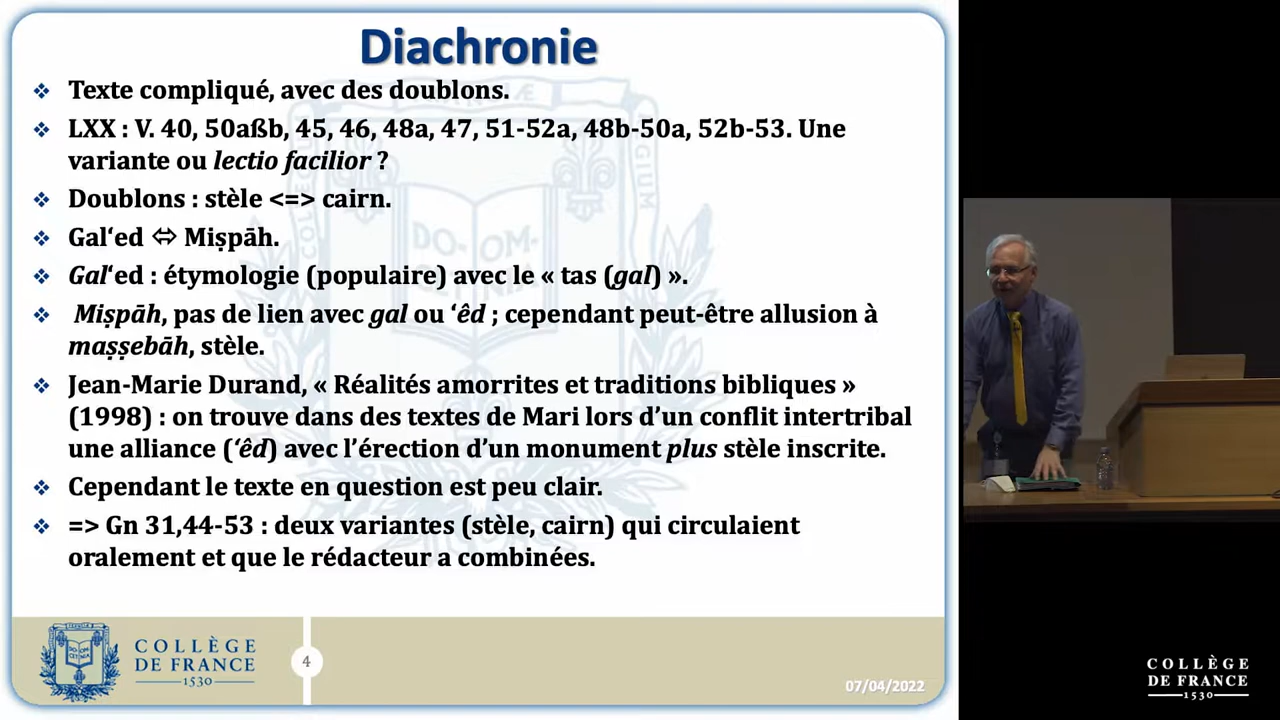 Diachronie
❖ Texte compliqué, avec des doublons.
❖ LXX : V. 40, 50aßb, 45, 46, 48a, 47, 51-52a, 48b-50a, 52b-53. Une
variante ou lectio facilior ?
❖ Doublons : stèle <=> cairn.
❖ Gal‘ed ⇔ Miṣpāh.
❖ Gal‘ed : étymologie (populaire) avec le « tas (gal) ».
❖ Miṣpāh, pas de lien avec gal ou ‘êd ; cependant peut-être allusion à
maṣṣebāh, stèle.
❖ Jean-Marie Durand, « Réalités amorrites et traditions bibliques »
(1998) : on trouve dans des textes de Mari lors d’un conflit intertribal
une alliance (‘êd) avec l’érection d’un monument plus stèle inscrite.
❖ Cependant le texte en question est peu clair.
❖ => Gn 31,44-53 : deux variantes (stèle, cairn) qui circulaient
oralement et que le rédacteur a combinées.
COLLÈGE
DE FRANCE
1530
4
07/04/2022
COLLÈGE
DE FRANCE
1530